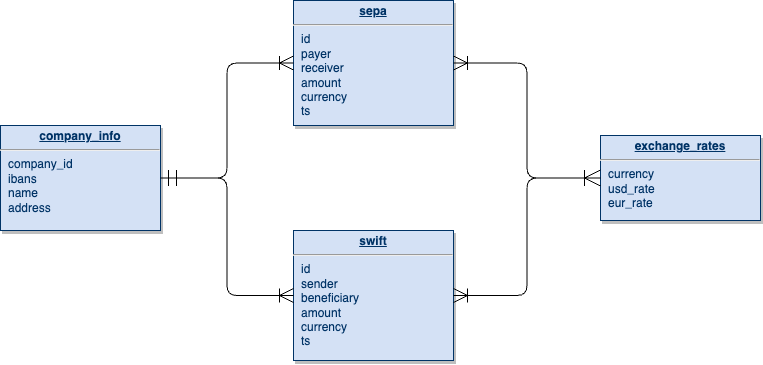 sepa
id
payer
receiver
amount
currency
ts
company_info
company_id
ibans
name
address
exchange_rates
currency
usd_rate
eur_rate
swift
id
sender
beneficiary
amount
currency
ts